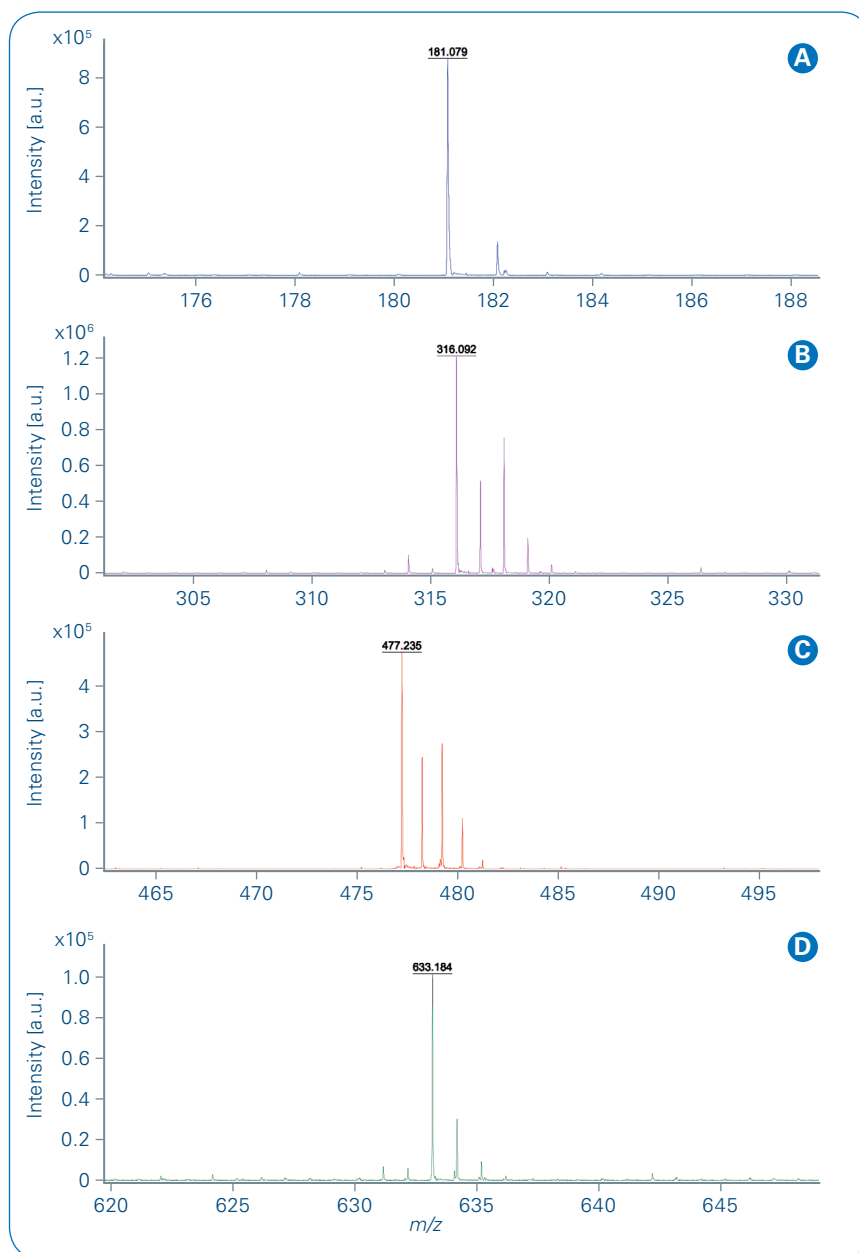 x10⁵
181.079
A
Intensity [a.u.]
8
6
4
2
0
176 178 180 182 184 186 188
x10⁶
316.092
B
Intensity [a.u.]
1.2
1.0
0.8
0.6
0.4
0.2
0
305 310 315 320 325 330
x10⁵
477.235
C
Intensity [a.u.]
4
3
2
1
0
465 470 475 480 485 490 495
x10⁵
633.184
D
Intensity [a.u.]
1.0
0.8
0.6
0.4
0.2
0
620 625 630 635 640 645
m/z